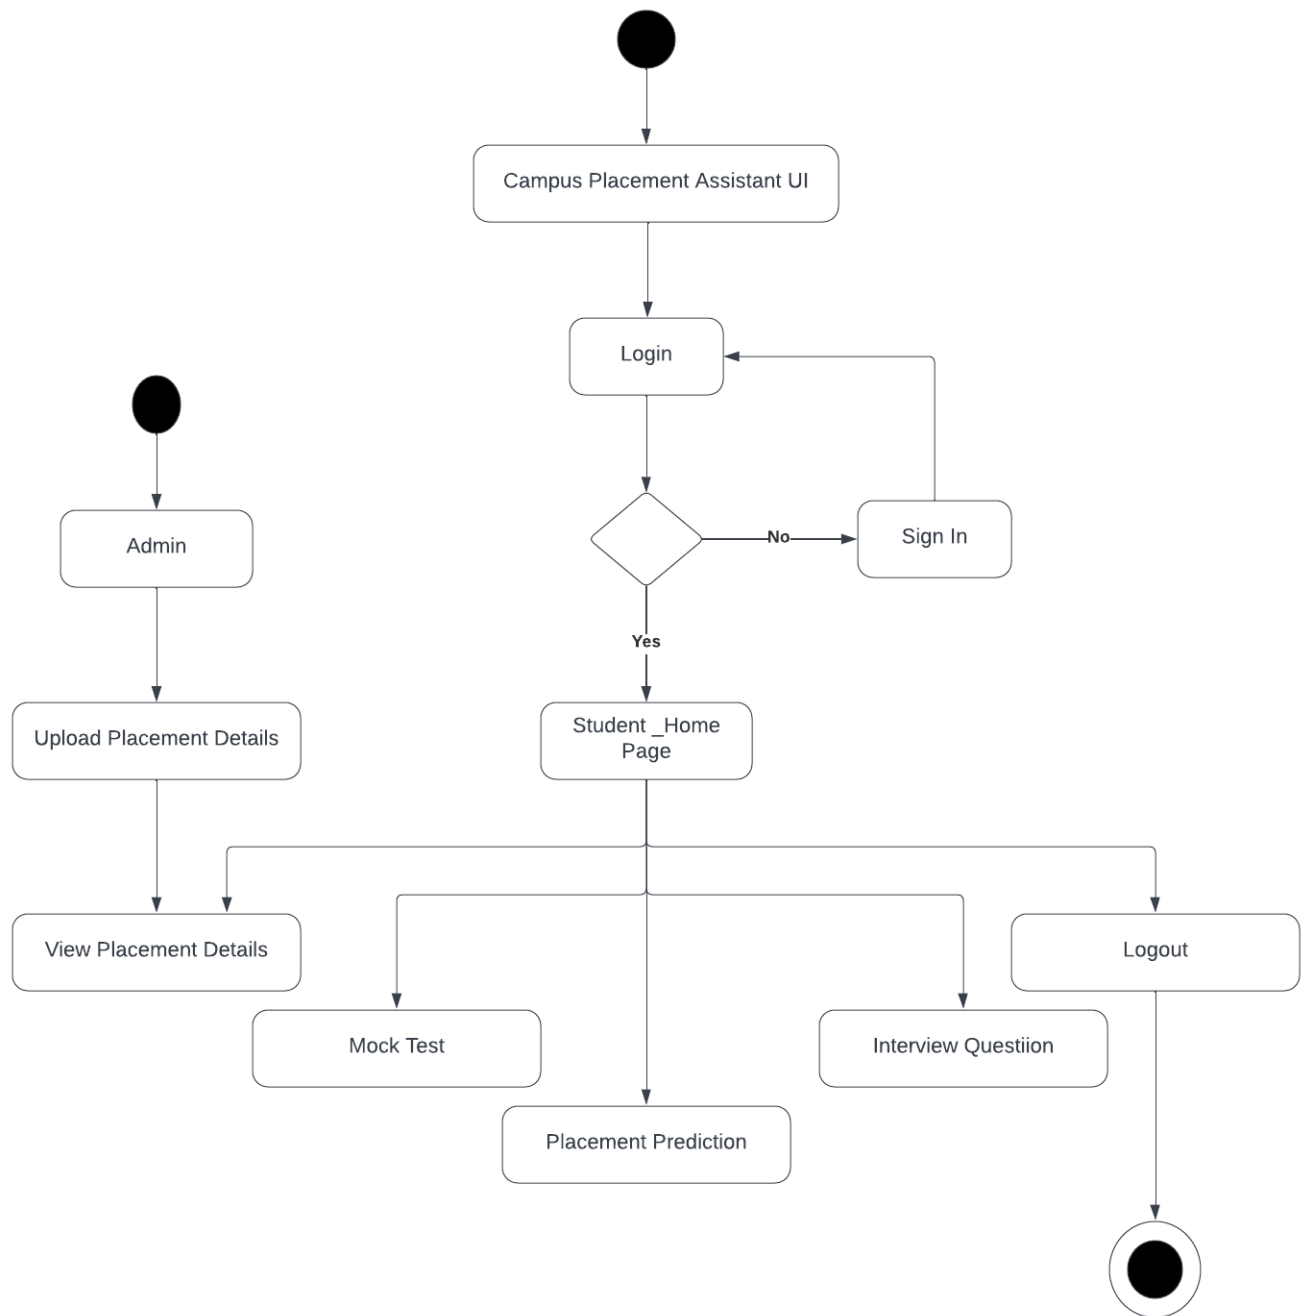 Campus Placement Assistant UI
Login
Admin
No
Sign In
Yes
Upload Placement Details
Student _Home
Page
View Placement Details
Logout
Mock Test
Interview Questiion
Placement Prediction